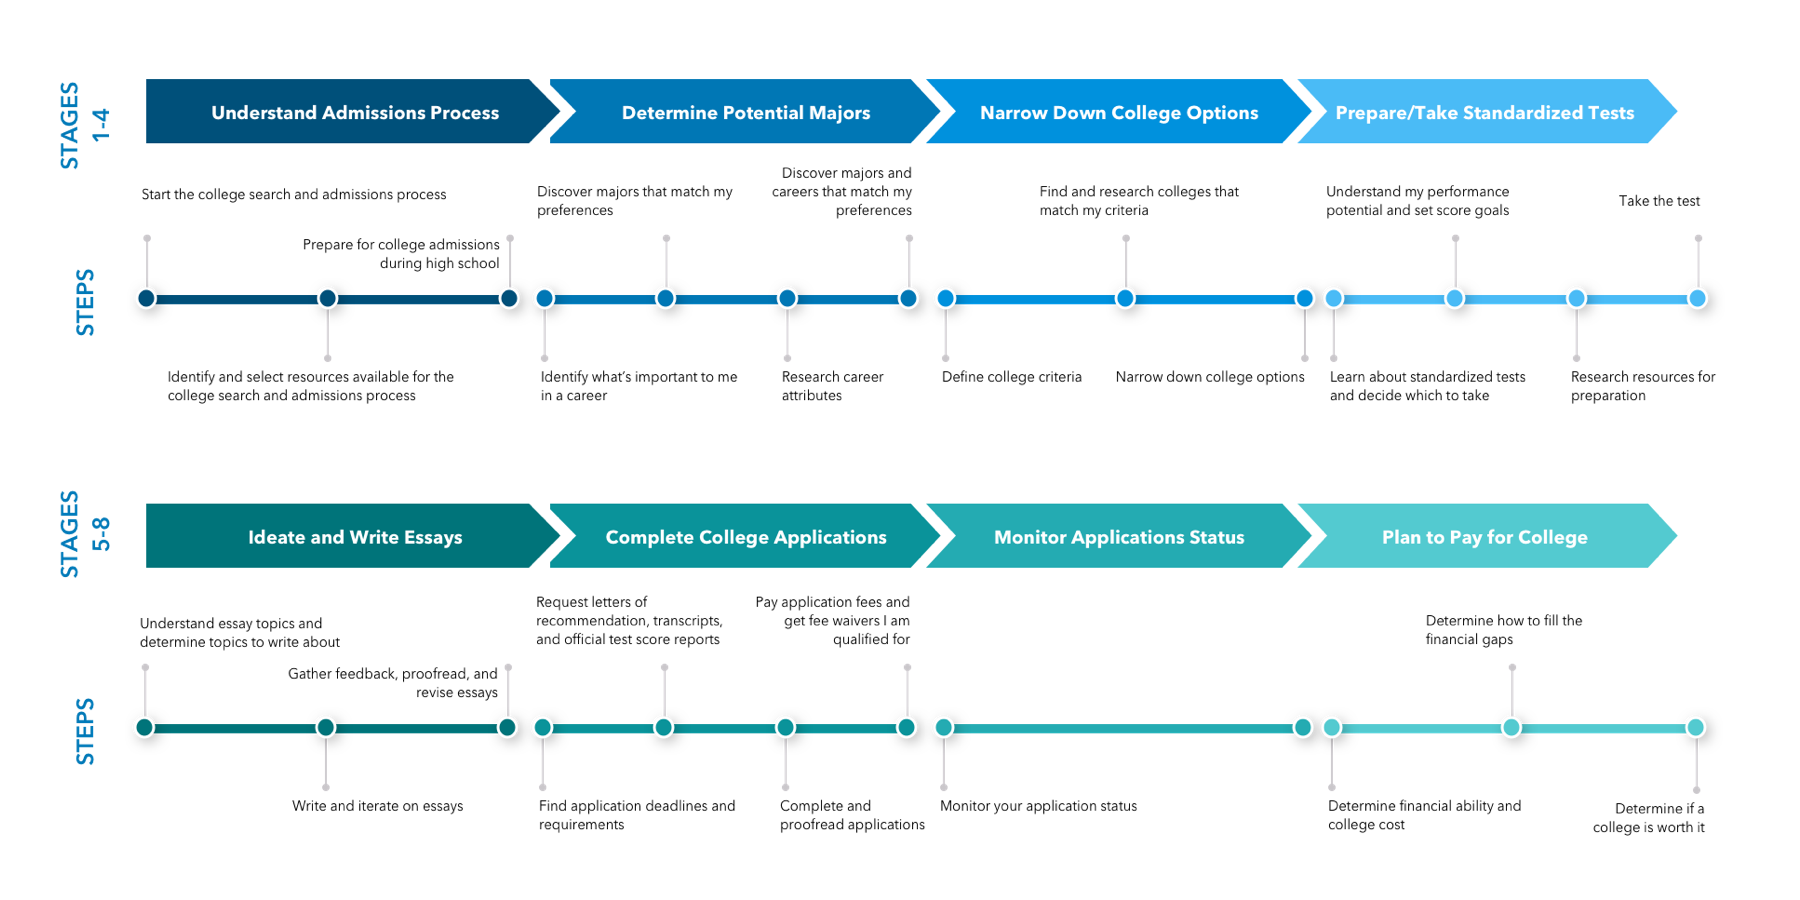 STAGES
1-4
Understand Admissions Process
Determine Potential Majors
Narrow Down College Options
Prepare/Take Standardized Tests
STEPS
Start the college search and admissions process
Prepare for college admissions
during high school
Identify and select resources available for the
college search and admissions process
Discover majors that match my
preferences
Discover majors and
careers that match my
preferences
Identify what’s important to me
in a career
Research career
attributes
Find and research colleges that
match my criteria
Define college criteria
Narrow down college options
Understand my performance
potential and set score goals
Take the test
Learn about standardized tests
and decide which to take
Research resources for
preparation
STAGES
5-8
Ideate and Write Essays
Complete College Applications
Monitor Applications Status
Plan to Pay for College
STEPS
Understand essay topics and
determine topics to write about
Gather feedback, proofread, and
revise essays
Write and iterate on essays
Request letters of
recommendation, transcripts,
and official test score reports
Pay application fees and
get fee waivers I am
qualified for
Find application deadlines and
requirements
Complete and
proofread applications
Monitor your application status
Determine how to fill the
financial gaps
Determine financial ability and
college cost
Determine if a
college is worth it